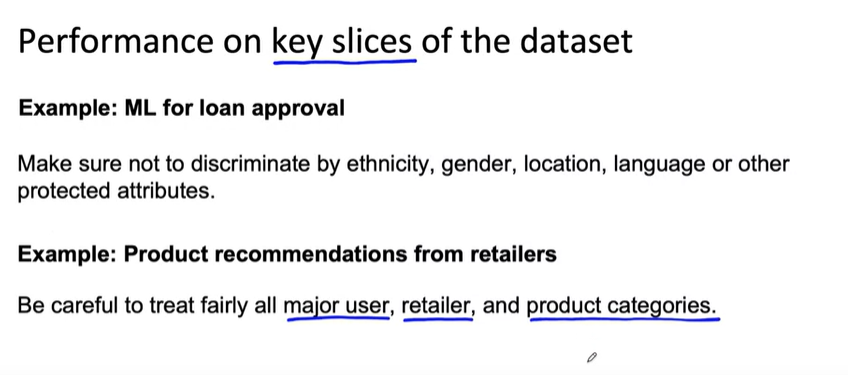 Performance on key slices of the dataset
Example: ML for loan approval
Make sure not to discriminate by ethnicity, gender, location, language or other
protected attributes.
Example: Product recommendations from retailers
Be careful to treat fairly all major user, retailer, and product categories.